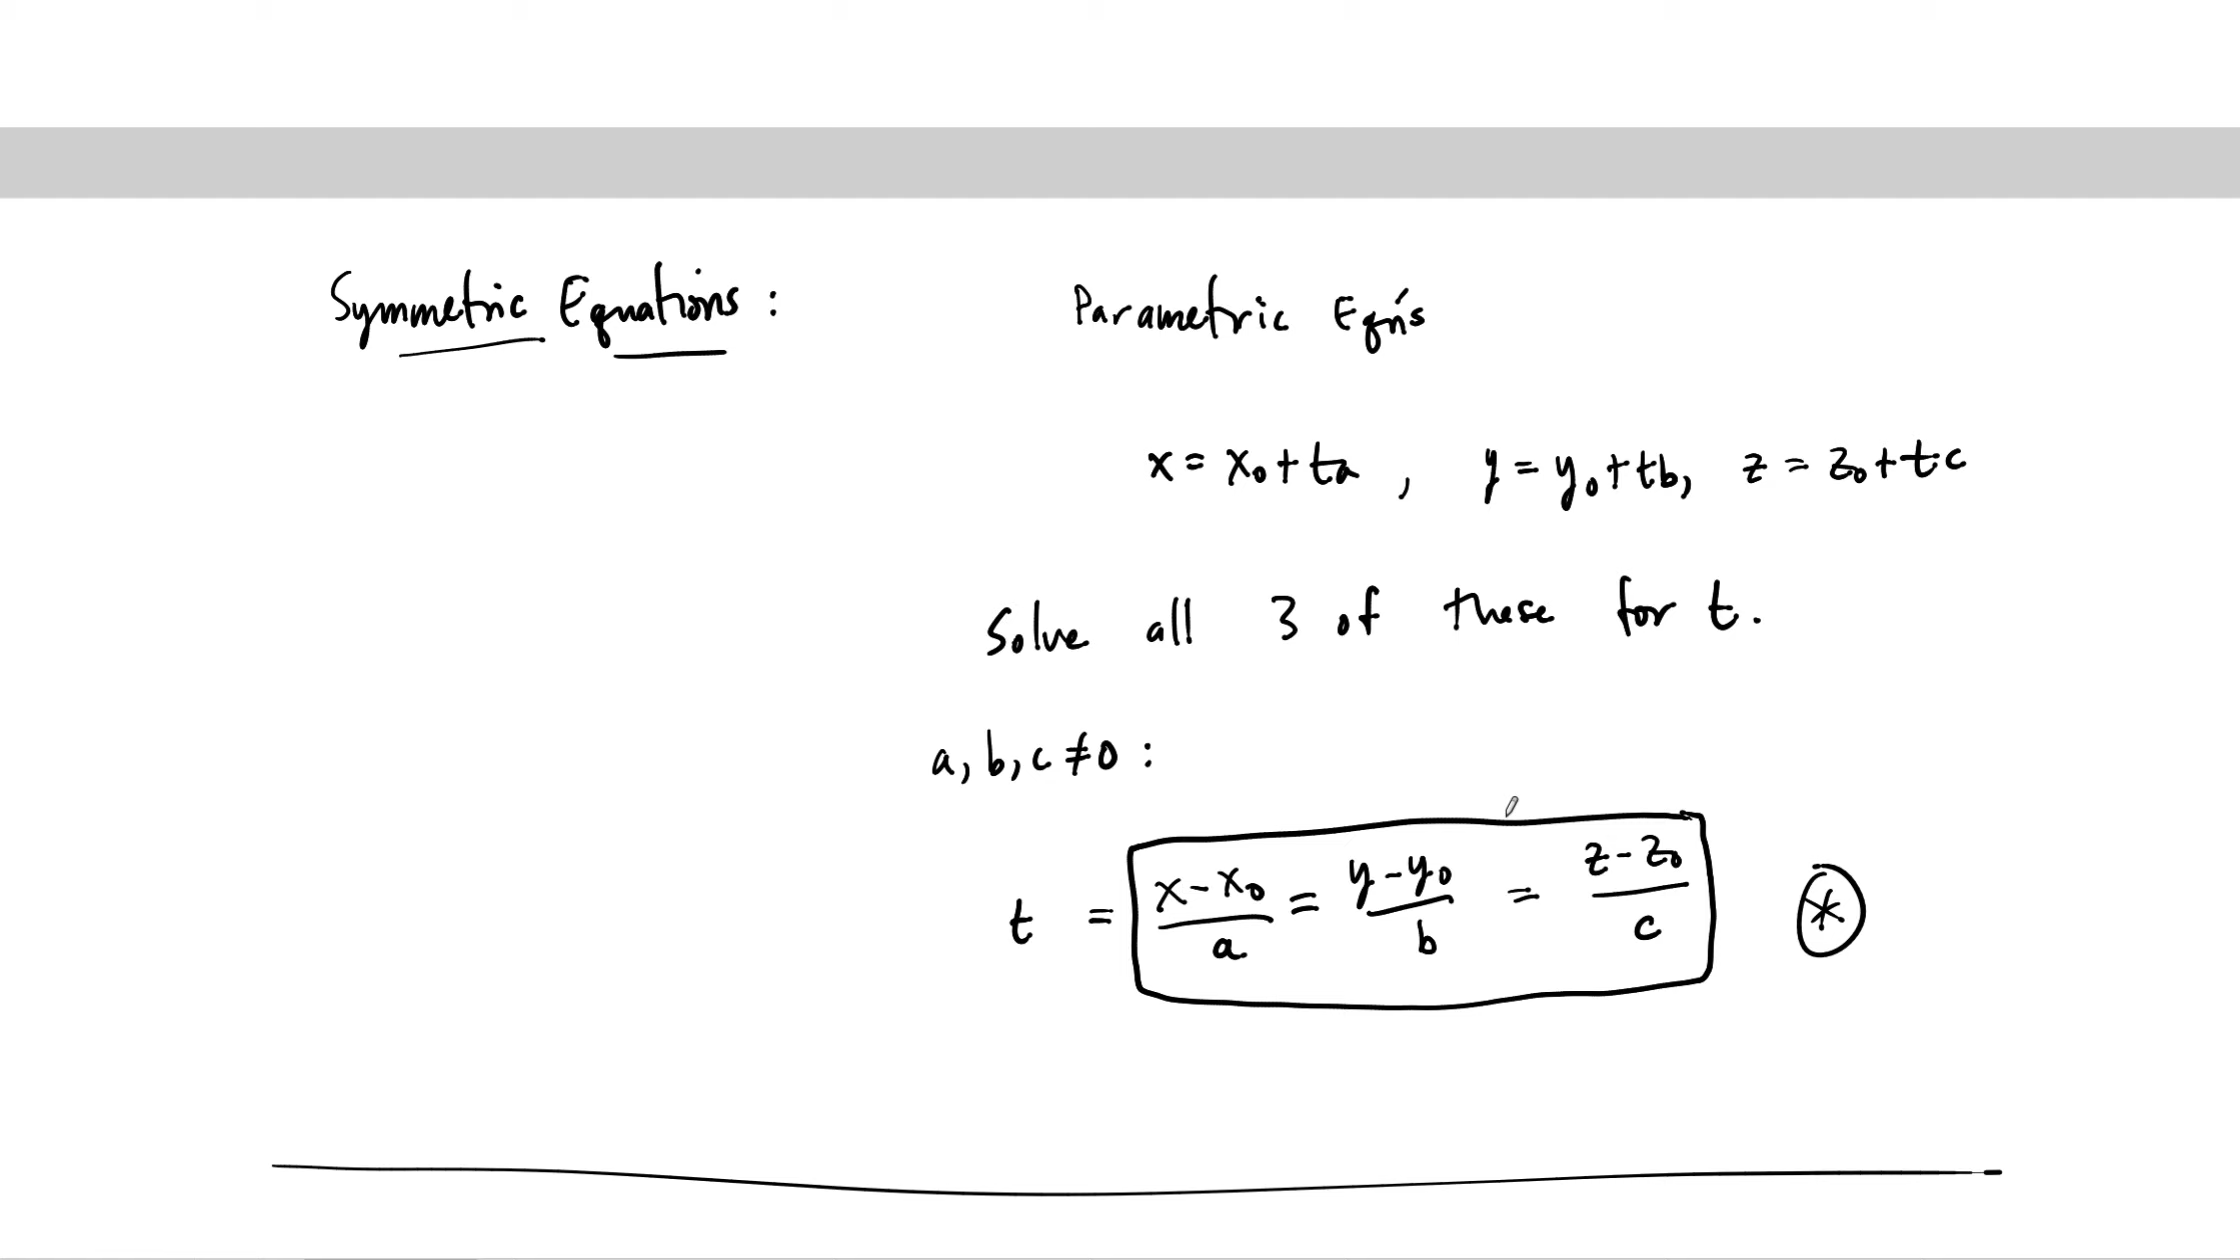 Symmetric Equations : Parametric Eqn's
x = x₀ + ta , y = y₀ + tb, z = z₀ + tc
Solve all 3 of these for t.
a, b, c ≠ 0 :
t = (x - x₀)/a = (y - y₀)/b = (z - z₀)/c ⊛